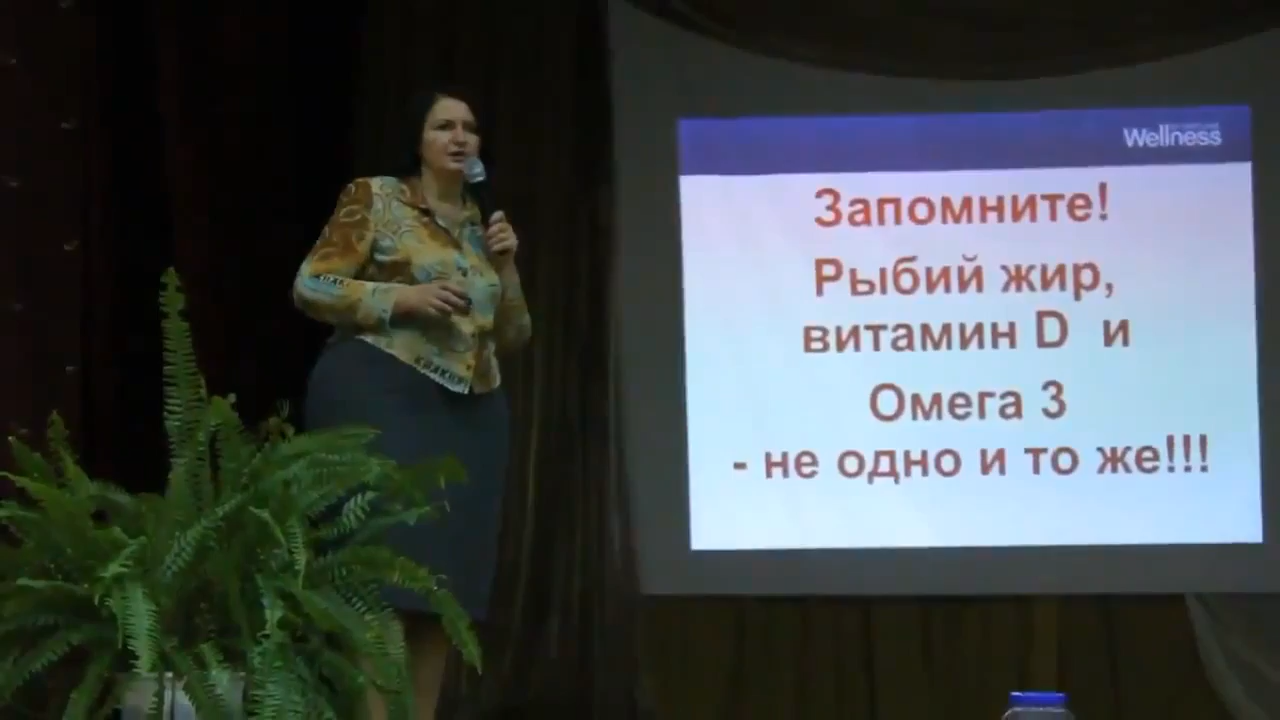 Wellness
Запомните!
Рыбий жир,
витамин D и
Омега 3
- не одно и то же!!!